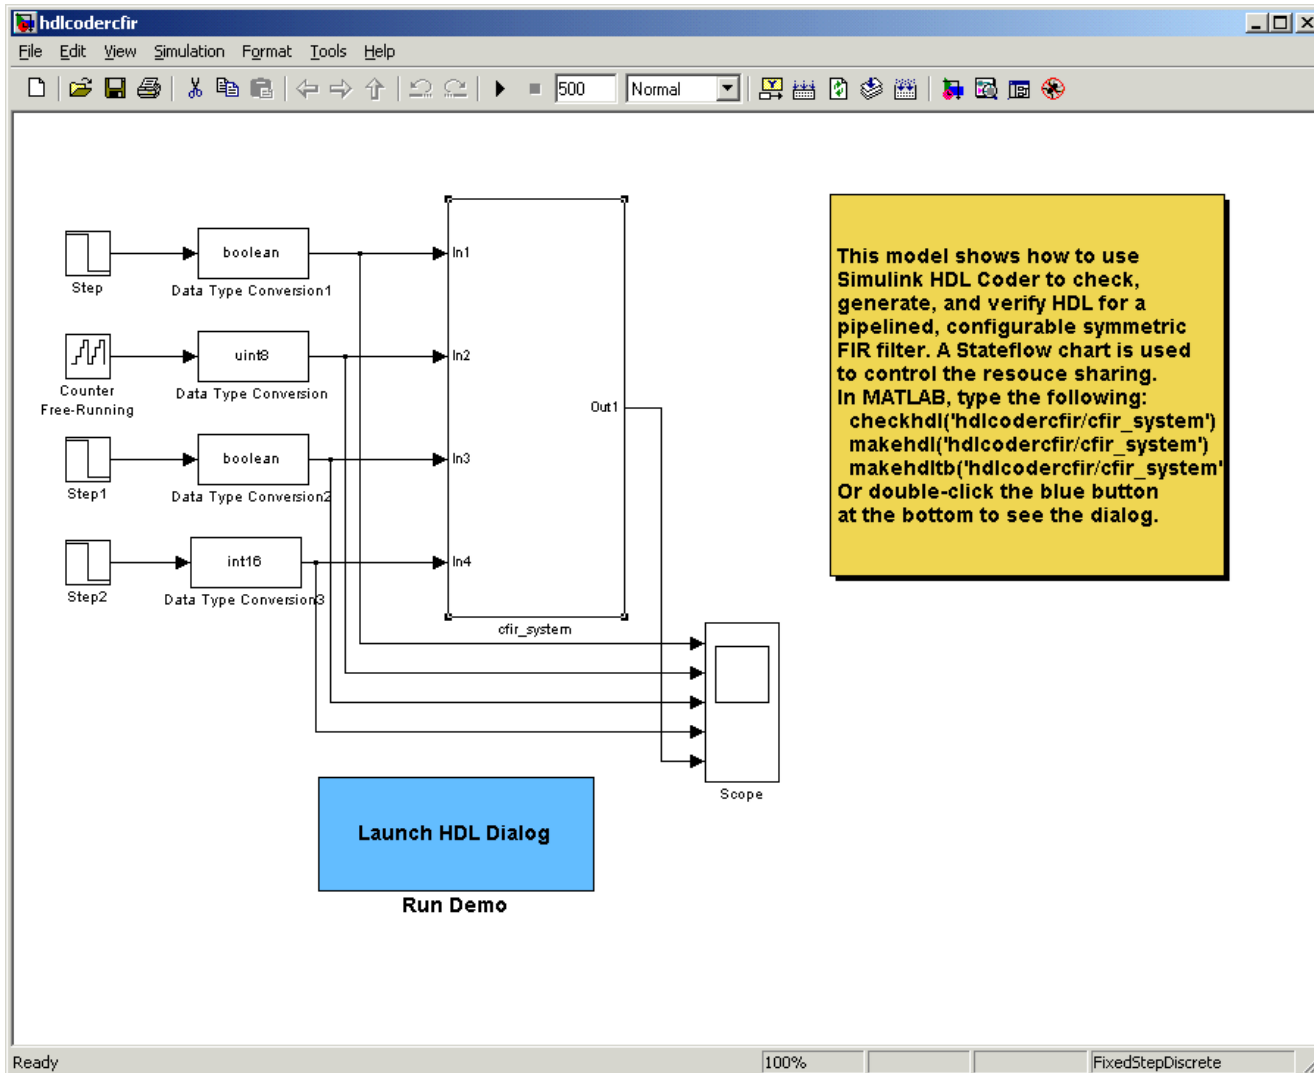 hdlcodercfir
File Edit View Simulation Format Tools Help
500 Normal
boolean
Step
Data Type Conversion1
In1
uint8
Counter
Free-Running
Data Type Conversion
In2
Out1
boolean
Step1
Data Type Conversion2
In3
int16
Step2
Data Type Conversion3
In4
cfir_system
Scope
This model shows how to use
Simulink HDL Coder to check,
generate, and verify HDL for a
pipelined, configurable symmetric
FIR filter. A Stateflow chart is used
to control the resouce sharing.
In MATLAB, type the following:
checkhdl('hdlcodercfir/cfir_system')
makehdl('hdlcodercfir/cfir_system')
makehdltb('hdlcodercfir/cfir_system'
Or double-click the blue button
at the bottom to see the dialog.
Launch HDL Dialog
Run Demo
Ready 100% FixedStepDiscrete